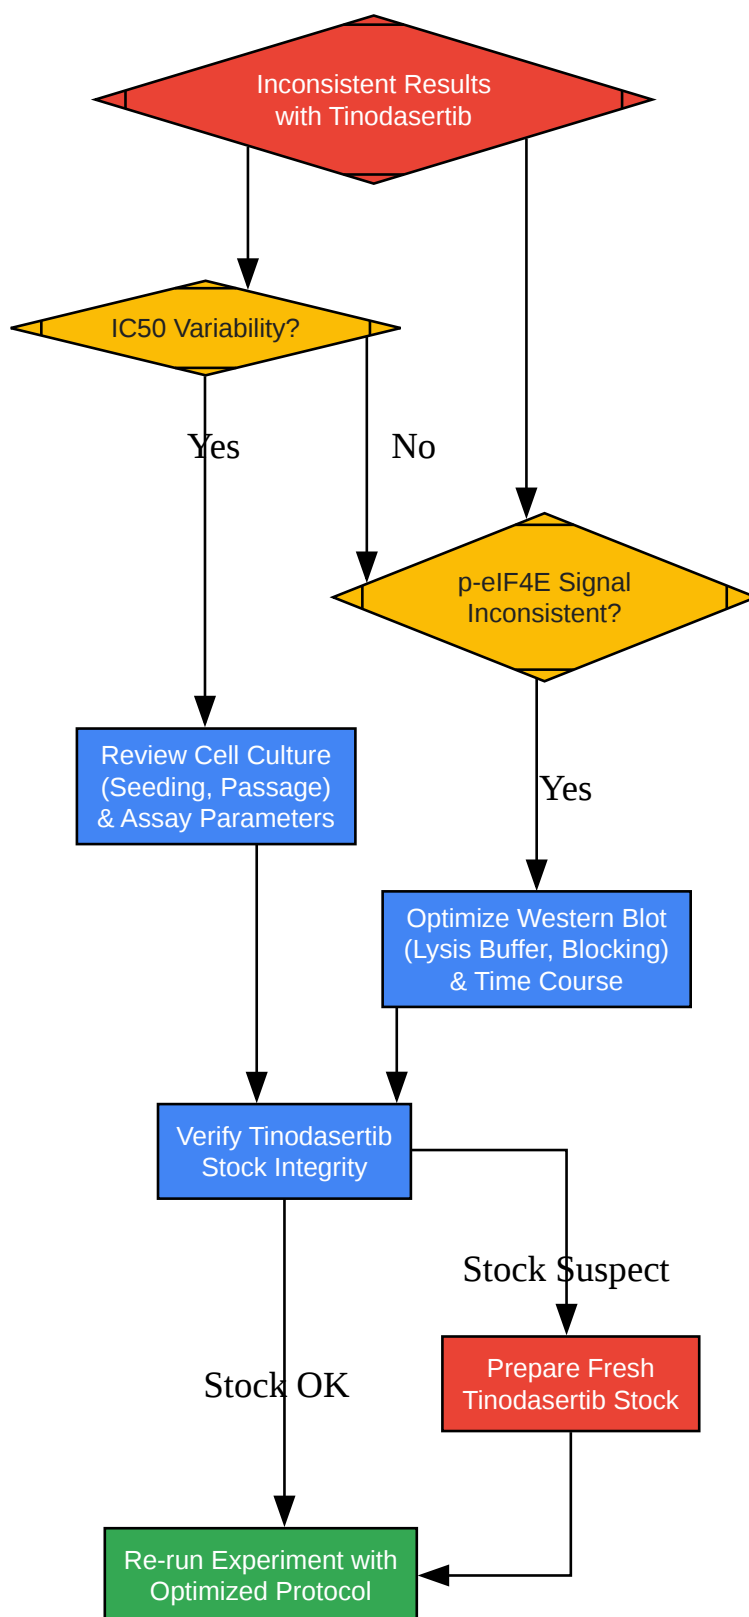 Inconsistent Results
with Tinodasertib
IC50 Variability?
Yes
No
p-eIF4E Signal
Inconsistent?
Review Cell Culture
(Seeding, Passage)
& Assay Parameters
Yes
Optimize Western Blot
(Lysis Buffer, Blocking)
& Time Course
Verify Tinodasertib
Stock Integrity
Stock Suspect
Prepare Fresh
Tinodasertib Stock
Stock OK
Re-run Experiment with
Optimized Protocol